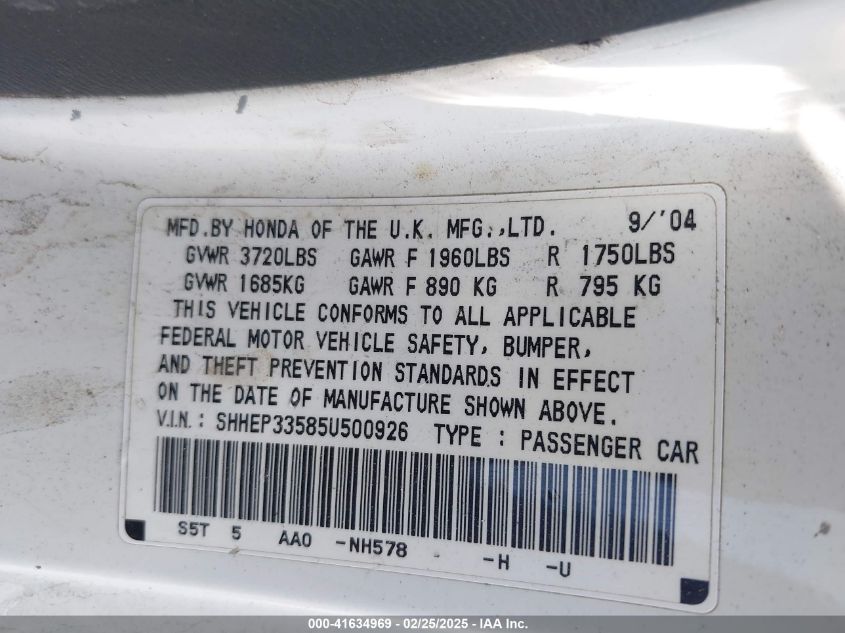 MFD.BY HONDA OF THE U.K. MFG.,LTD. 9/'04
GVWR 3720LBS GAWR F 1960LBS R 1750LBS
GVWR 1685KG GAWR F 890 KG R 795 KG
THIS VEHICLE CONFORMS TO ALL APPLICABLE
FEDERAL MOTOR VEHICLE SAFETY, BUMPER,
AND THEFT PREVENTION STANDARDS IN EFFECT
ON THE DATE OF MANUFACTURE SHOWN ABOVE.
V.I.N.: SHHEP33585U500926 TYPE : PASSENGER CAR
S5T 5 AA0 -NH578 -H -U
000-41634969 - 02/25/2025 - IAA Inc.